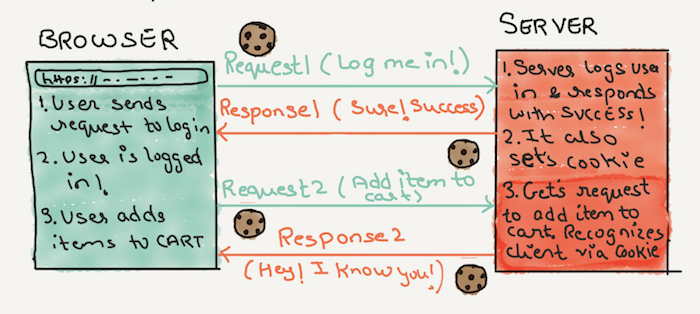 BROWSER
https:// - . - - . . -
1. User sends
request to login
2. User is logged
in!
3. User adds
items to CART
Request1 (Log me in!)
Response1 (Sure! Success)
Request2 (Add item to
cart)
Response2
(Hey! I know you!)
SERVER
1. Server logs user
in & responds
with SUCCESS!
2. It also
sets cookie
3. Gets request
to add item to
cart. Recognizes
client via Cookie